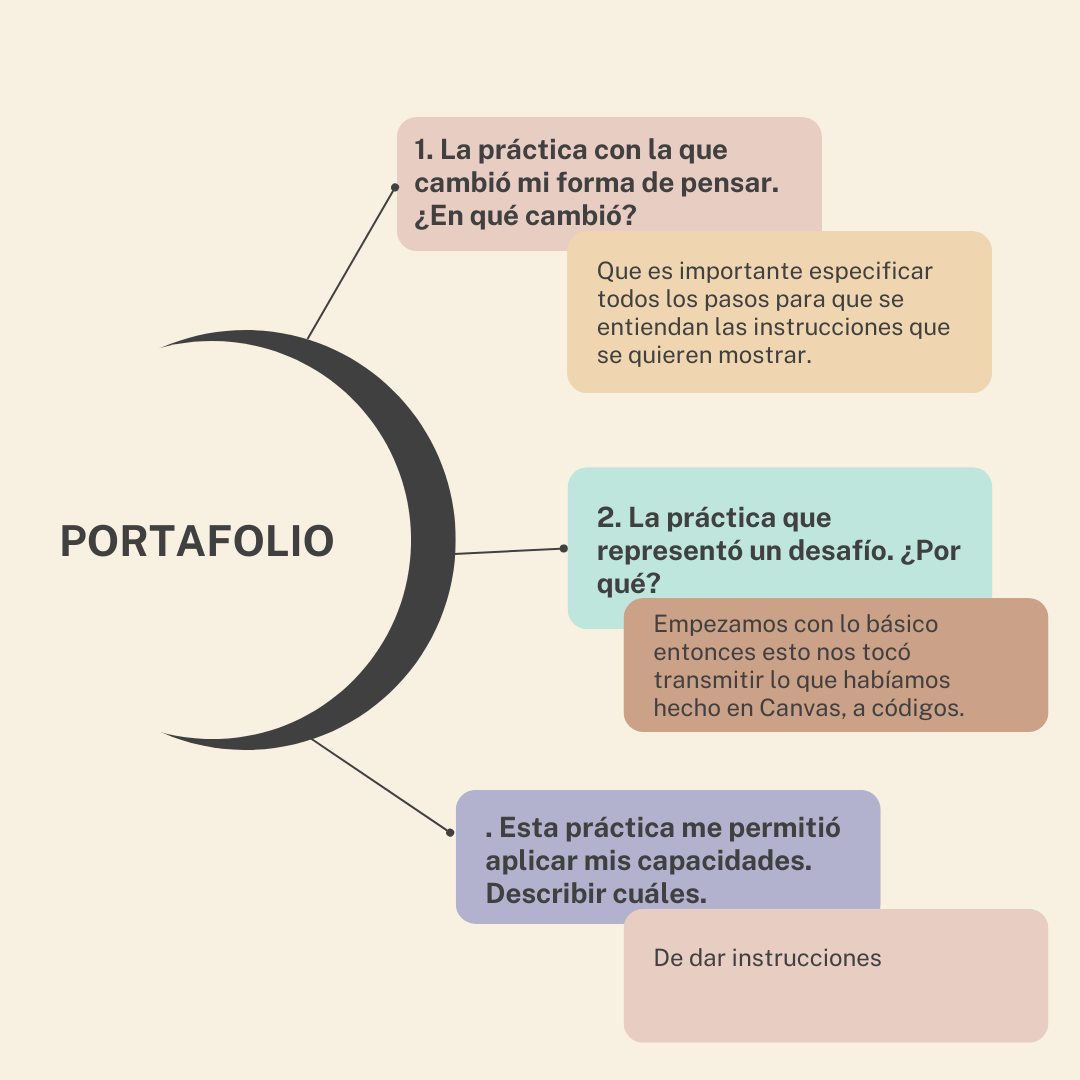 1. La práctica con la que
cambió mi forma de pensar.
¿En qué cambió?
Que es importante especificar
todos los pasos para que se
entiendan las instrucciones que
se quieren mostrar.
PORTAFOLIO
2. La práctica que
representó un desafío. ¿Por
qué?
Empezamos con lo básico
entonces esto nos tocó
transmitir lo que habíamos
hecho en Canvas, a códigos.
. Esta práctica me permitió
aplicar mis capacidades.
Describir cuáles.
De dar instrucciones